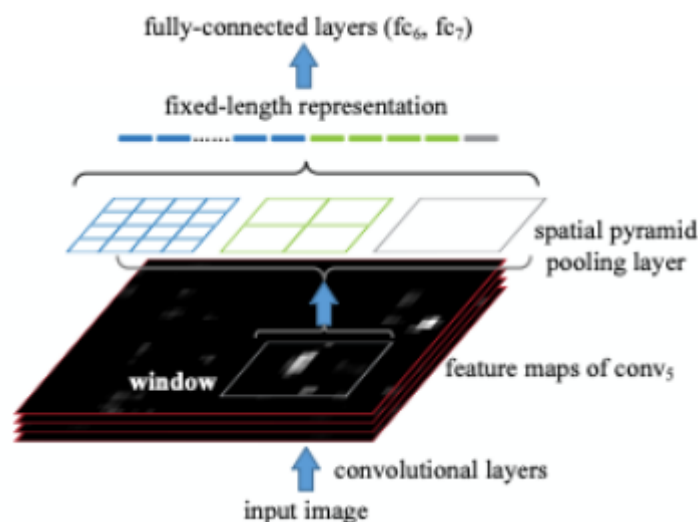 fully-connected layers (fc₆, fc₇)
fixed-length representation
......
spatial pyramid
pooling layer
window
feature maps of conv₅
convolutional layers
input image